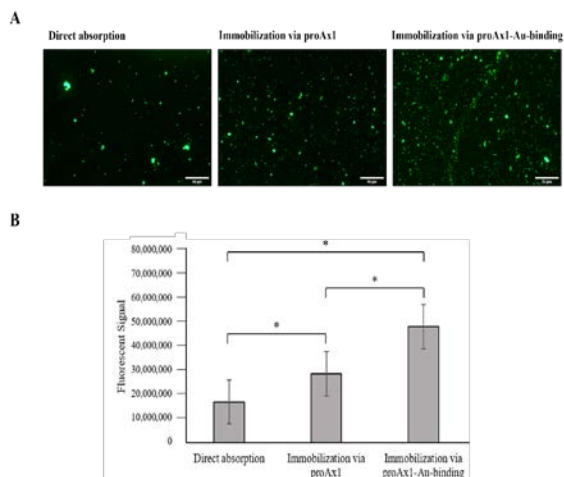 A
Direct absorption
Immobilization via proAx1
Immobilization via proAx1-Au-binding
B
Fluorescent Signal
80,000,000
70,000,000
60,000,000
50,000,000
40,000,000
30,000,000
20,000,000
10,000,000
0
*
*
*
Direct absorption
Immobilization via
proAx1
Immobilization via
proAx1-Au-binding